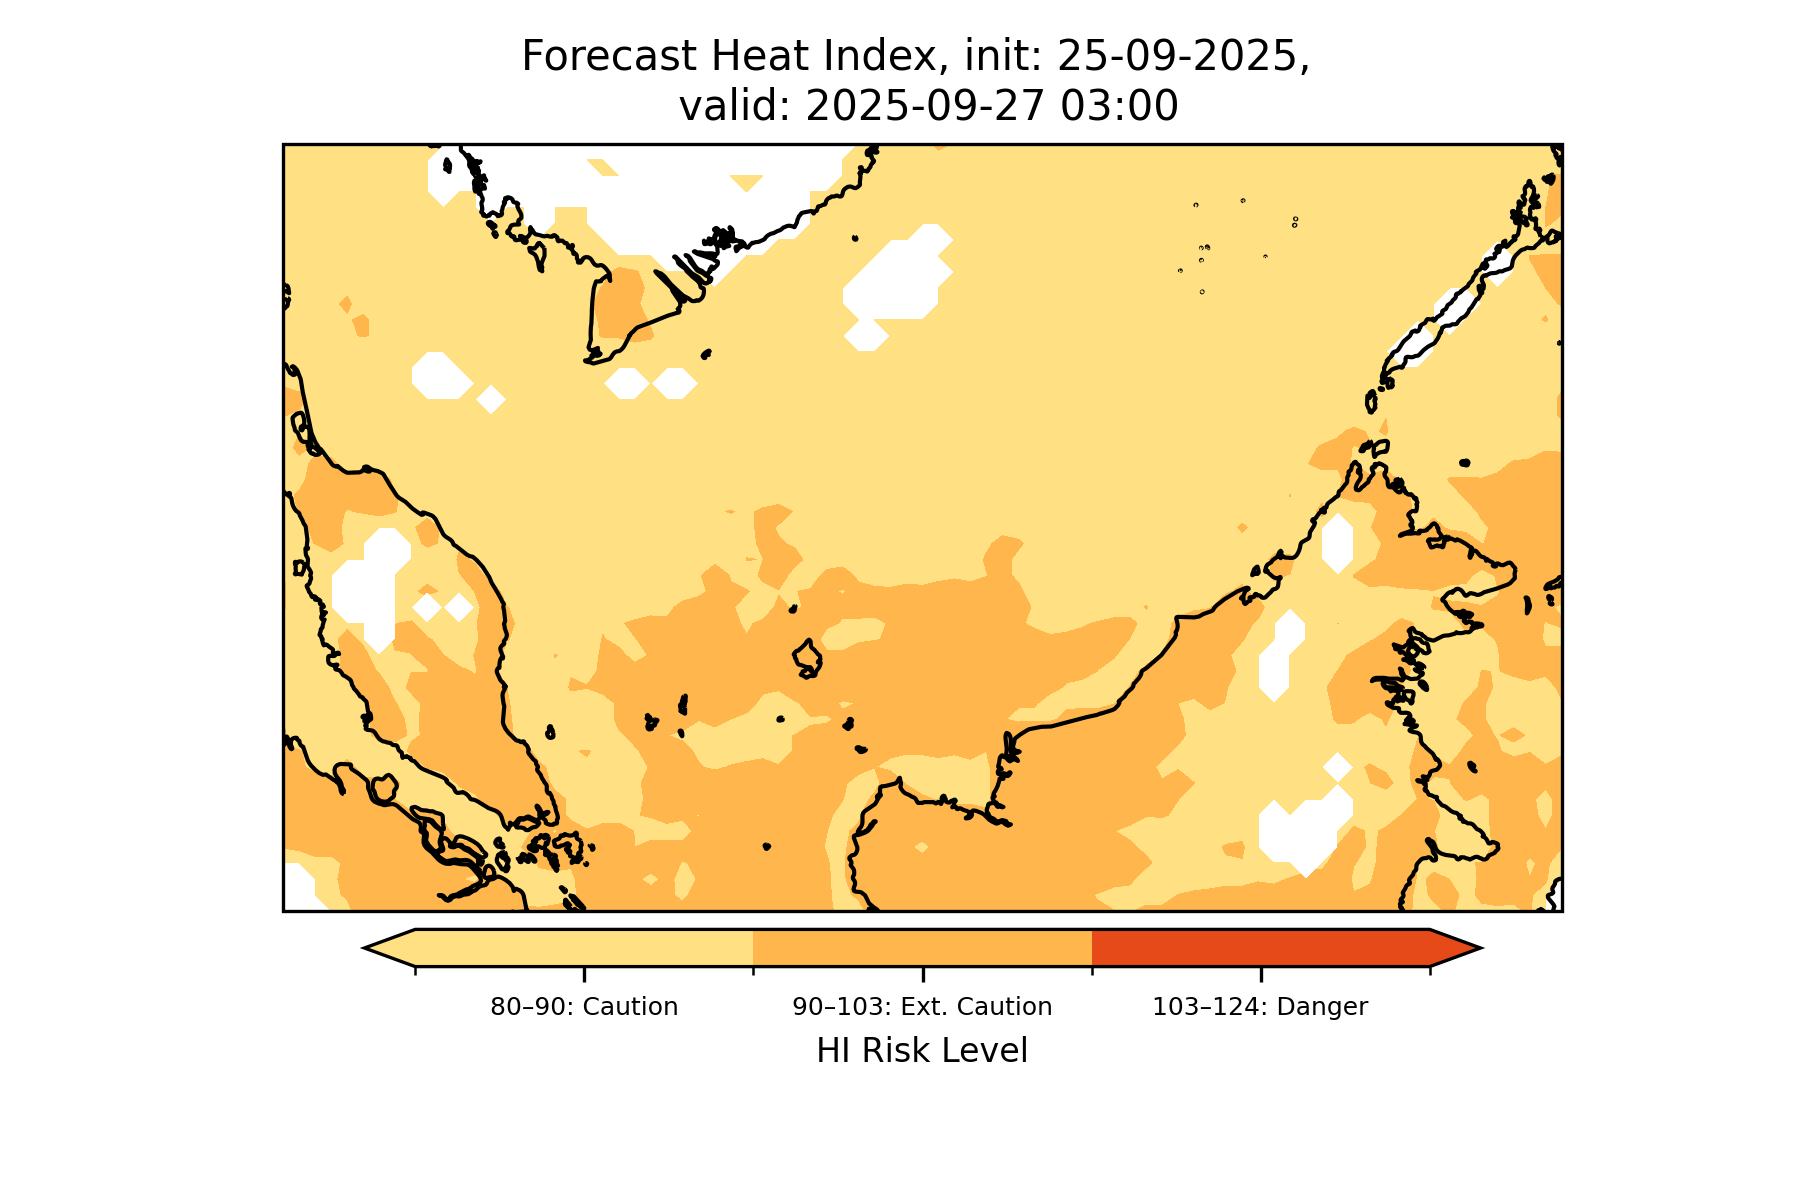 Forecast Heat Index, init: 25-09-2025,
valid: 2025-09-27 03:00
80–90: Caution
90–103: Ext. Caution
103–124: Danger
HI Risk Level